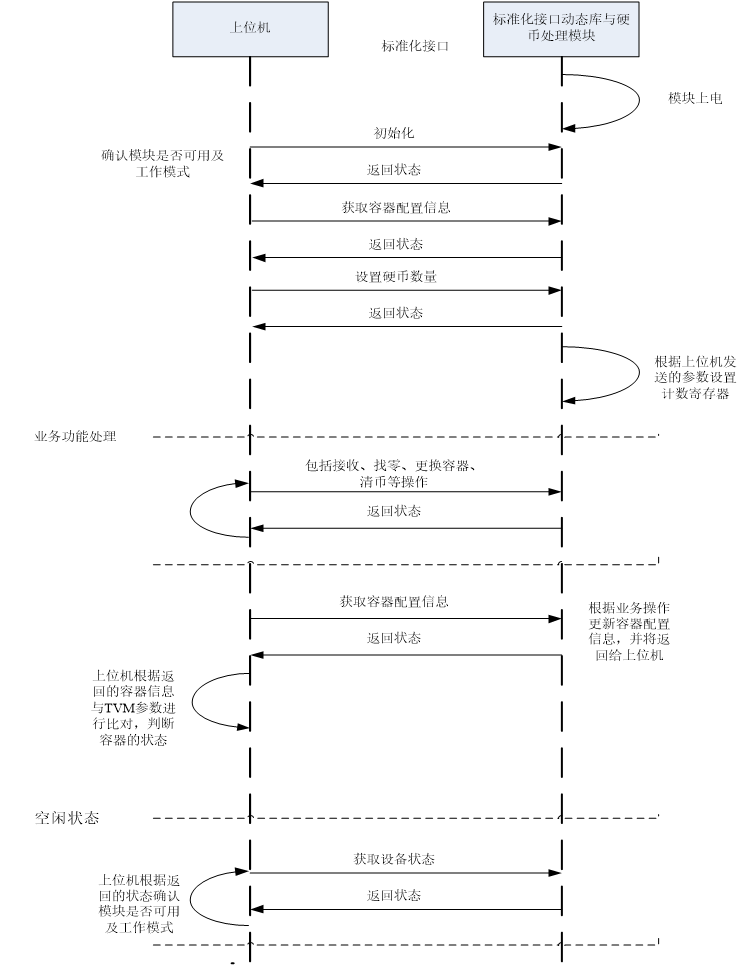 上位机
标准化接口
标准化接口动态库与硬
币处理模块
模块上电
初始化
确认模块是否可用及
工作模式
返回状态
获取容器配置信息
返回状态
设置硬币数量
返回状态
根据上位机发
送的参数设置
计数寄存器
业务功能处理
包括接收、找零、更换容器、
清币等操作
返回状态
获取容器配置信息
根据业务操作
更新容器配置
信息，并将返
回给上位机
返回状态
上位机根据返
回的容器信息
与TVM参数进
行比对，判断
容器的状态
空闲状态
获取设备状态
上位机根据返
回的状态确认
模块是否可用
及工作模式
返回状态